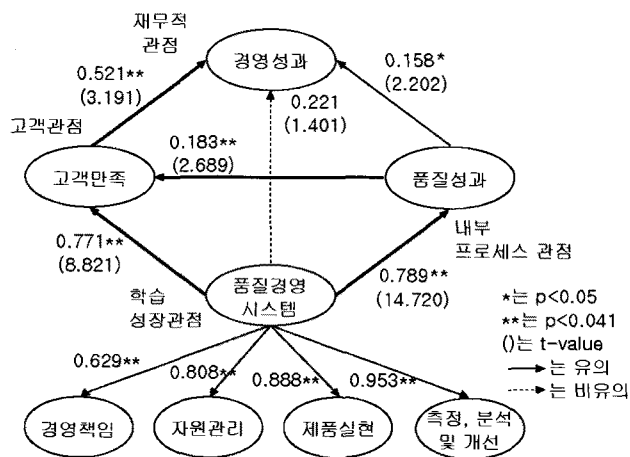 재무적
관점
경영성과
0.521**
(3.191)
0.158*
(2.202)
0.221
(1.401)
고객관점
0.183**
(2.689)
고객만족
품질성과
0.771**
(8.821)
내부
프로세스 관점
0.789**
(14.720)
학습
성장관점
품질경영
시스템
*는 p<0.05
**는 p<0.041
()는 t-value
는 유의
는 비유의
0.629**
0.808**
0.888**
0.953**
경영책임
자원관리
제품실현
측정, 분석
및 개선